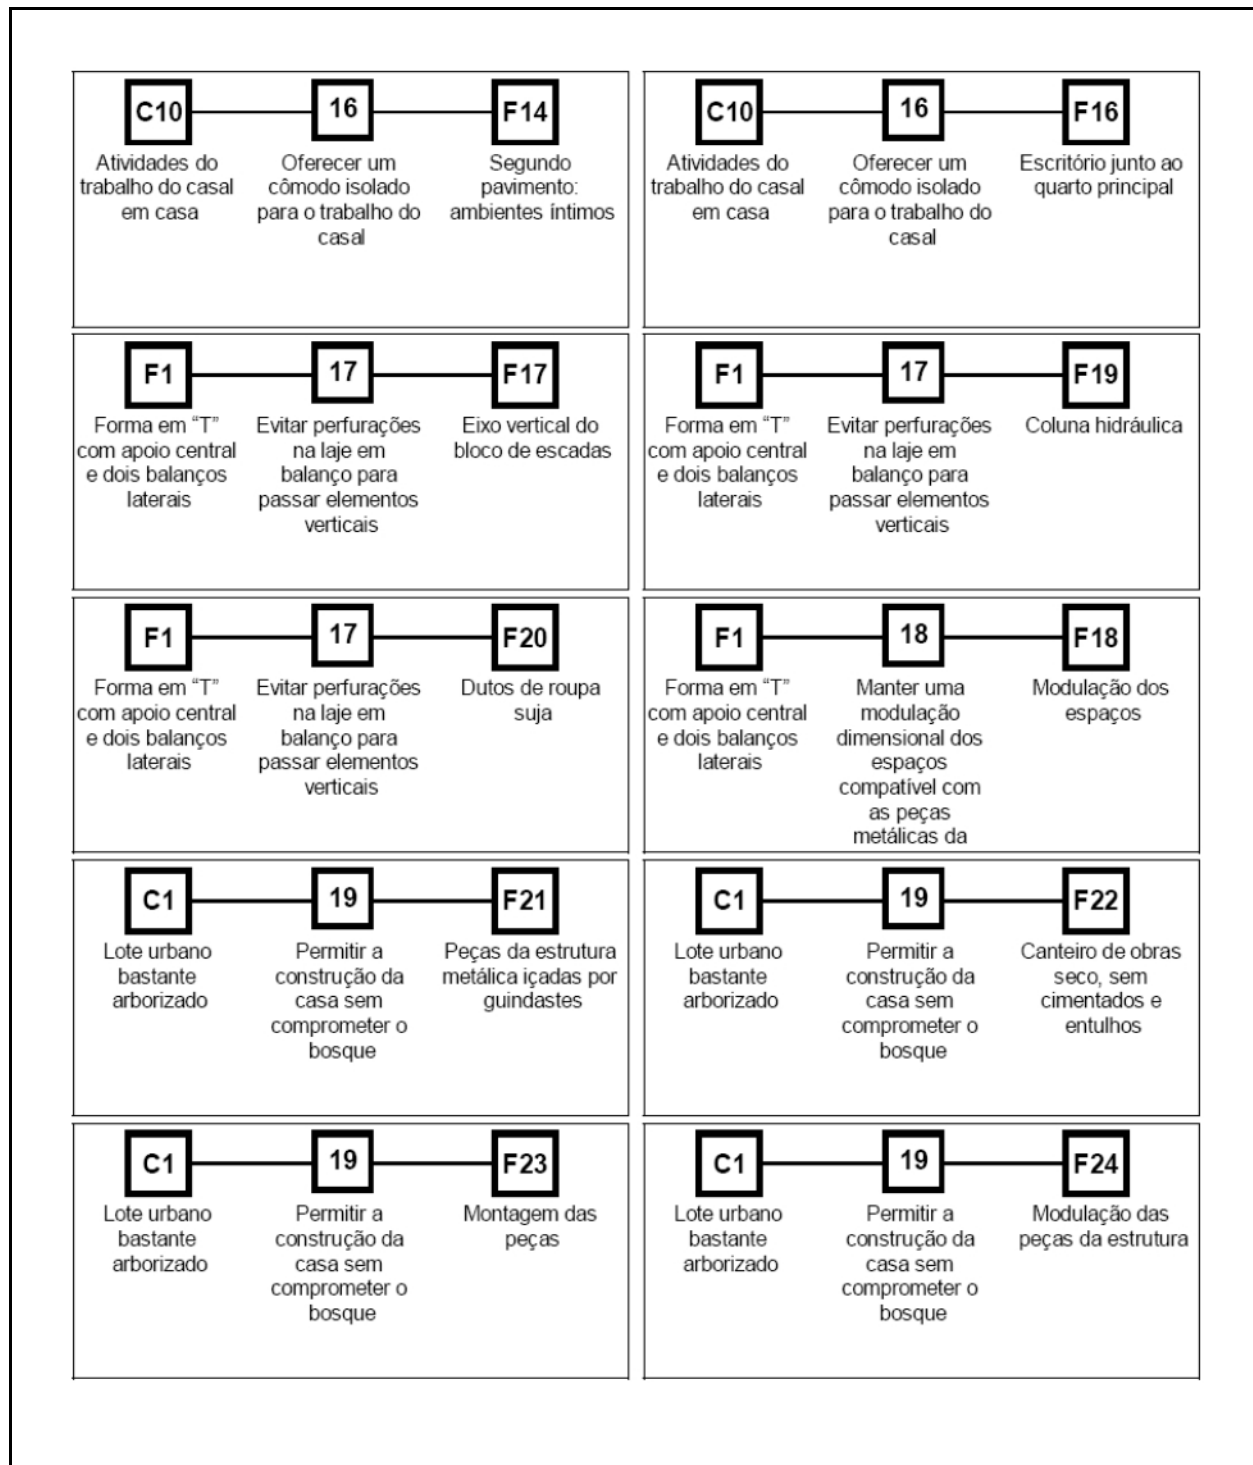 C10 16 F14
Atividades do
trabalho do casal
em casa
Oferecer um
cômodo isolado
para o trabalho do
casal
Segundo
pavimento:
ambientes íntimos
C10 16 F16
Atividades do
trabalho do casal
em casa
Oferecer um
cômodo isolado
para o trabalho do
casal
Escritório junto ao
quarto principal
F1 17 F17
Forma em “T”
com apoio central
e dois balanços
laterais
Evitar perfurações
na laje em
balanço para
passar elementos
verticais
Eixo vertical do
bloco de escadas
F1 17 F19
Forma em “T”
com apoio central
e dois balanços
laterais
Evitar perfurações
na laje em
balanço para
passar elementos
verticais
Coluna hidráulica
F1 17 F20
Forma em “T”
com apoio central
e dois balanços
laterais
Evitar perfurações
na laje em
balanço para
passar elementos
verticais
Dutos de roupa
suja
F1 18 F18
Forma em “T”
com apoio central
e dois balanços
laterais
Manter uma
modulação
dimensional dos
espaços
compatível com
as peças
metálicas da
Modulação dos
espaços
C1 19 F21
Lote urbano
bastante
arborizado
Permitir a
construção da
casa sem
comprometer o
bosque
Peças da estrutura
metálica içadas por
guindastes
C1 19 F22
Lote urbano
bastante
arborizado
Permitir a
construção da
casa sem
comprometer o
bosque
Canteiro de obras
seco, sem
cimentados e
entulhos
C1 19 F23
Lote urbano
bastante
arborizado
Permitir a
construção da
casa sem
comprometer o
bosque
Montagem das
peças
C1 19 F24
Lote urbano
bastante
arborizado
Permitir a
construção da
casa sem
comprometer o
bosque
Modulação das
peças da estrutura